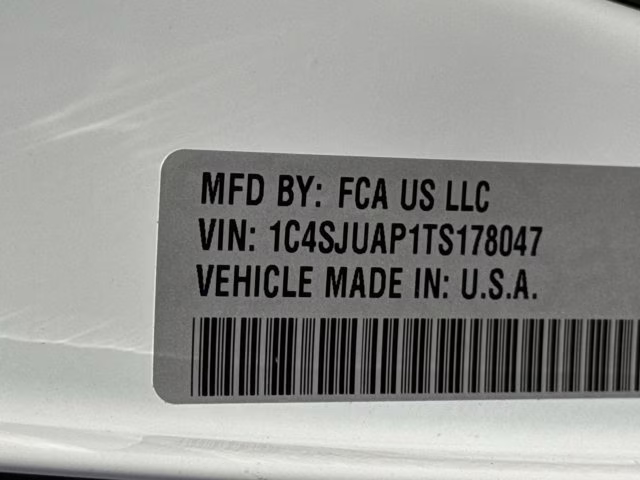 MFD BY: FCA US LLC
VIN: 1C4SJUAP1TS178047
VEHICLE MADE IN: U.S.A.